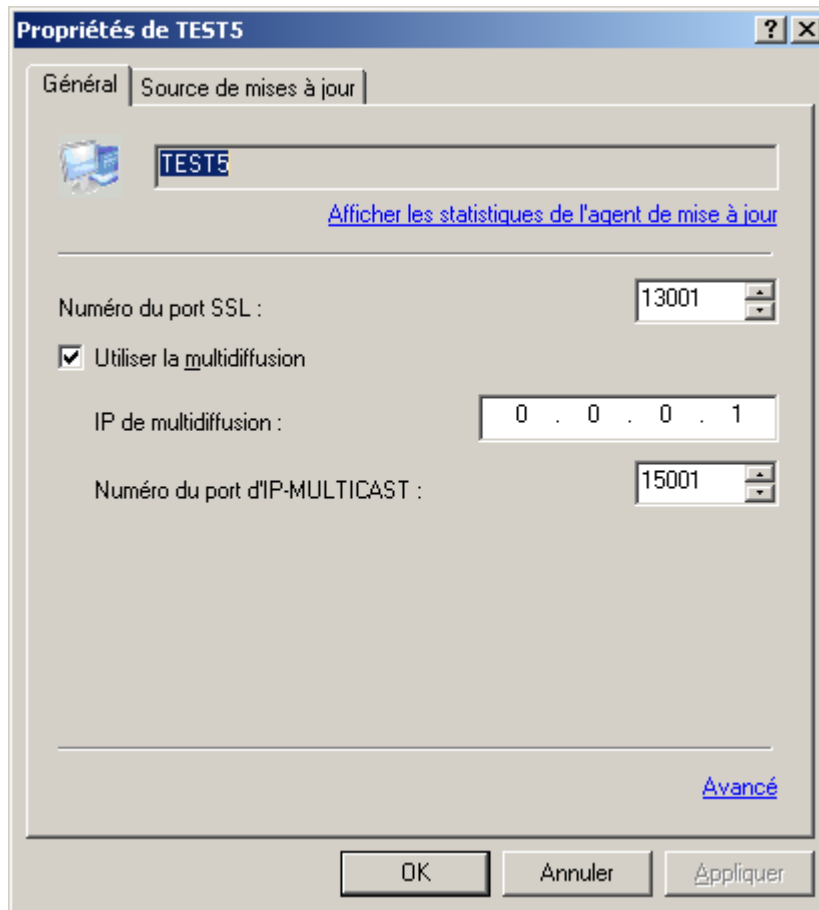 Propriétés de TEST5
Général
Source de mises à jour
TEST5
Afficher les statistiques de l'agent de mise à jour
Numéro du port SSL :
13001
Utiliser la multidiffusion
IP de multidiffusion :
0 . 0 . 0 . 1
Numéro du port d'IP-MULTICAST :
15001
Avancé
OK
Annuler
Appliquer